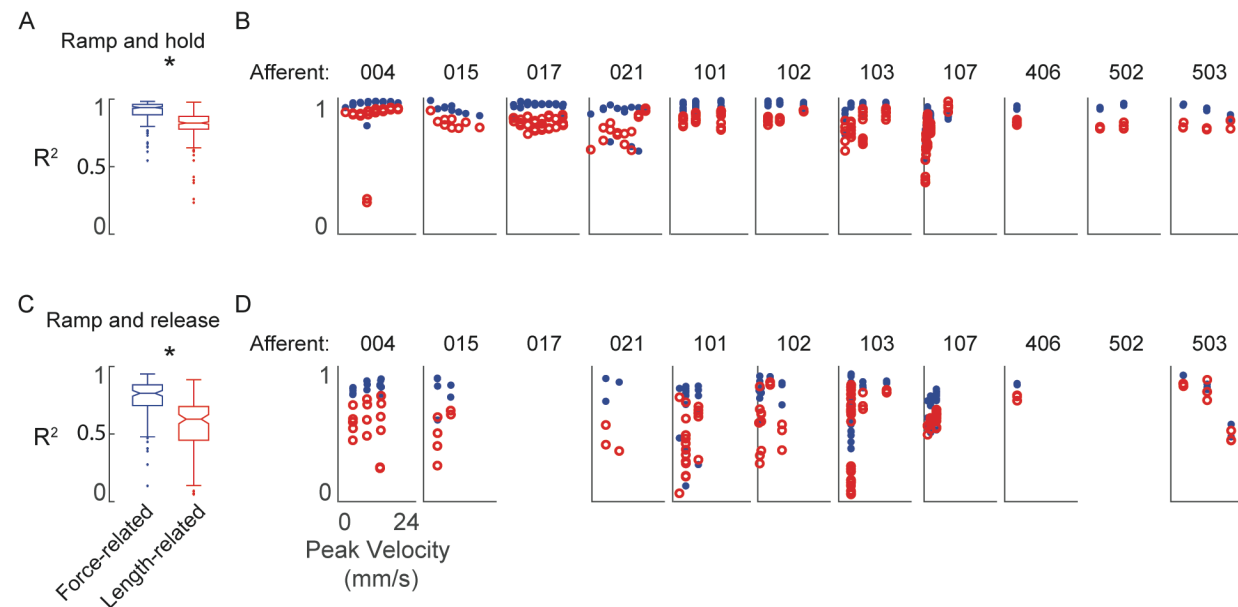 A
Ramp and hold
*
B
Afferent: 004 015 017 021 101 102 103 107 406 502 503
1
R²
0.5
0
1
0
C
Ramp and release
*
D
Afferent: 004 015 017 021 101 102 103 107 406 502 503
1
R²
0.5
0
1
0
Force-related
Length-related
0 24
Peak Velocity
(mm/s)